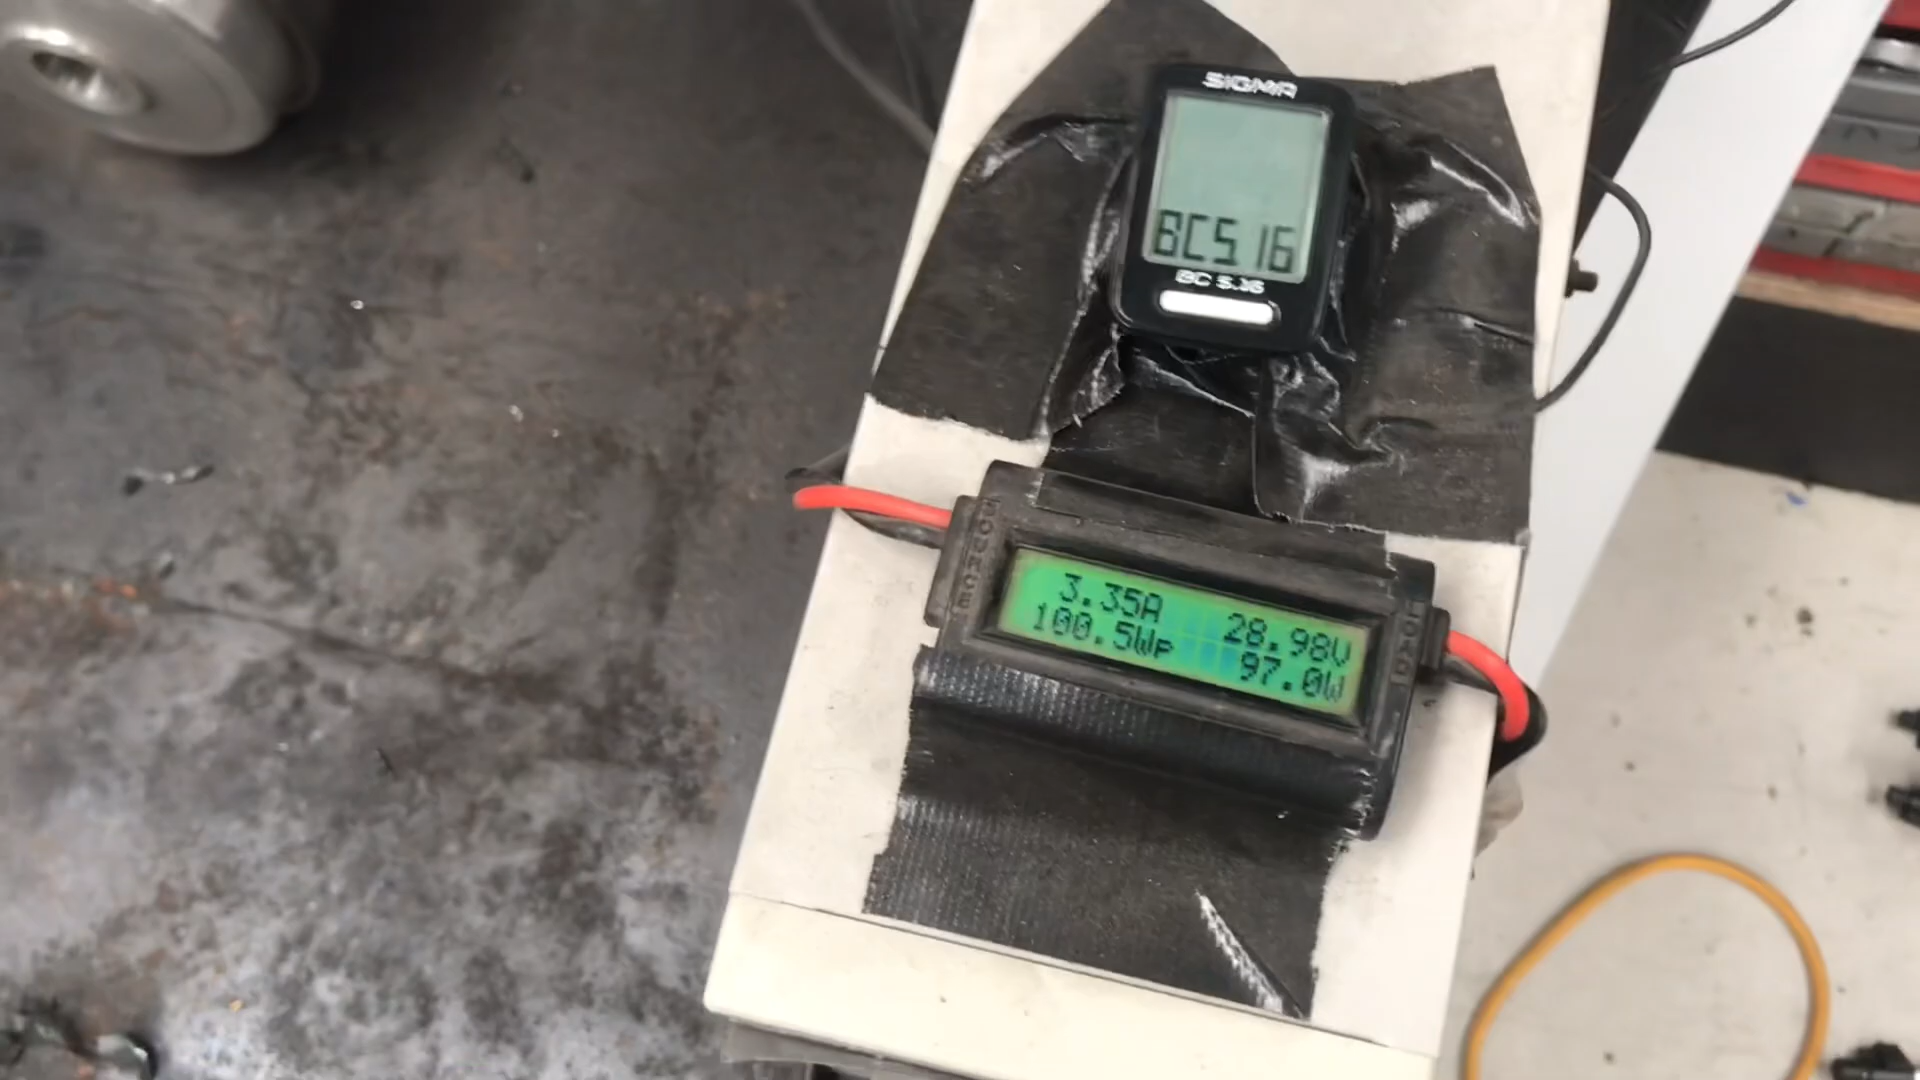 SIGMA
BC5.16
BC 5.16
SOURCE
3.35A 28.98V
100.5Wp 97.0W
LOAD